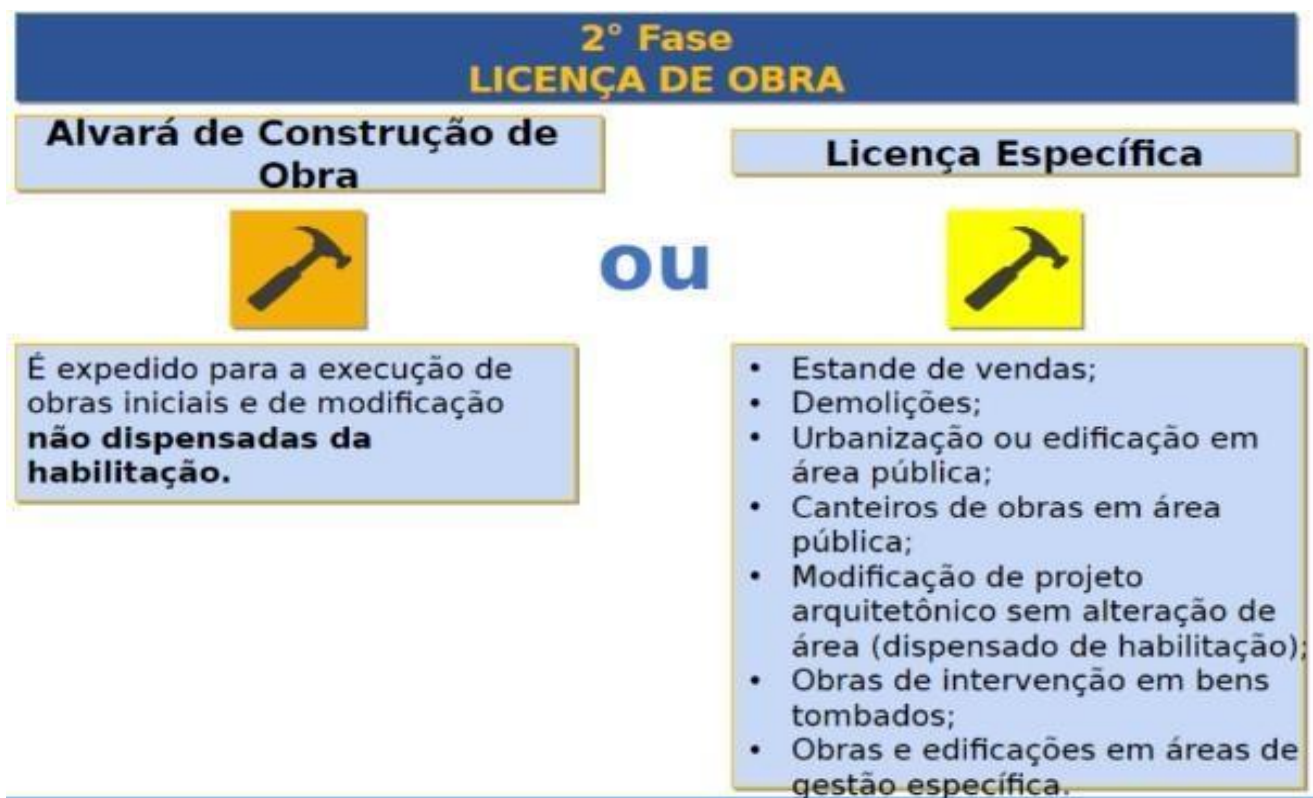 2° Fase
LICENÇA DE OBRA
Alvará de Construção de
Obra
É expedido para a execução de
obras iniciais e de modificação
não dispensadas da
habilitação.
ou
Licença Específica
• Estande de vendas;
• Demolições;
• Urbanização ou edificação em
área pública;
• Canteiros de obras em área
pública;
• Modificação de projeto
arquitetônico sem alteração de
área (dispensado de habilitação);
• Obras de intervenção em bens
tombados;
• Obras e edificações em áreas de
gestão específica.